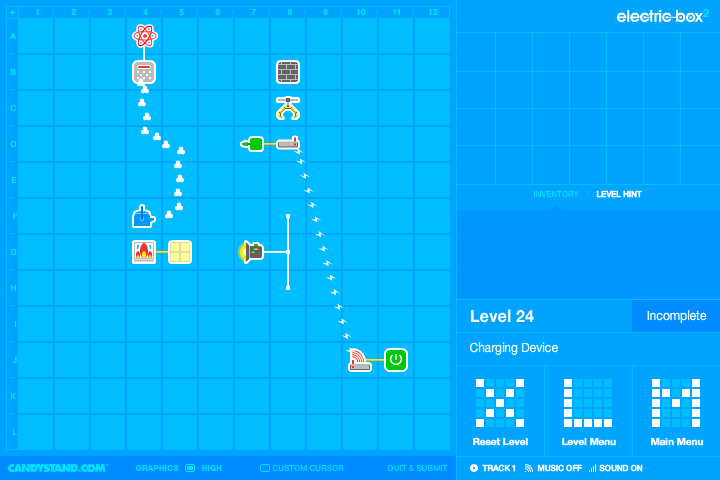 + 1 2 3 4 5 6 7 8 9 10 11 12
electric box 2
A
B
C
D
E
F
G
H
I
J
K
L
INVENTORY | LEVEL HINT
Level 24 Incomplete
Charging Device
Reset Level Level Menu Main Menu
CANDYSTAND.COM GRAPHICS HIGH CUSTOM CURSOR QUIT & SUBMIT
TRACK 1 MUSIC OFF SOUND ON